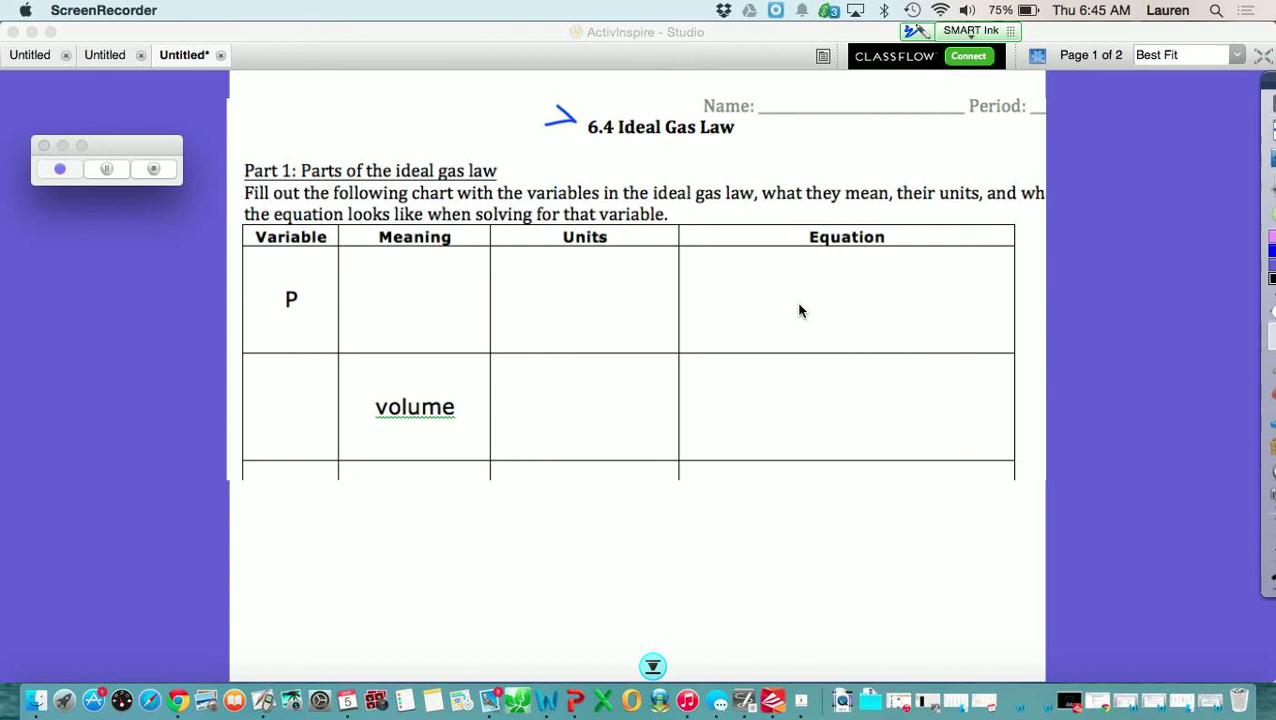 ScreenRecorder 3 75% Thu 6:45 AM Lauren
ActivInspire - Studio SMART Ink
Untitled Untitled Untitled* CLASSFLOW Connect Page 1 of 2 Best Fit
Name: Period:
6.4 Ideal Gas Law
Part 1: Parts of the ideal gas law
Fill out the following chart with the variables in the ideal gas law, what they mean, their units, and wh
the equation looks like when solving for that variable.
Variable Meaning Units Equation
P
volume